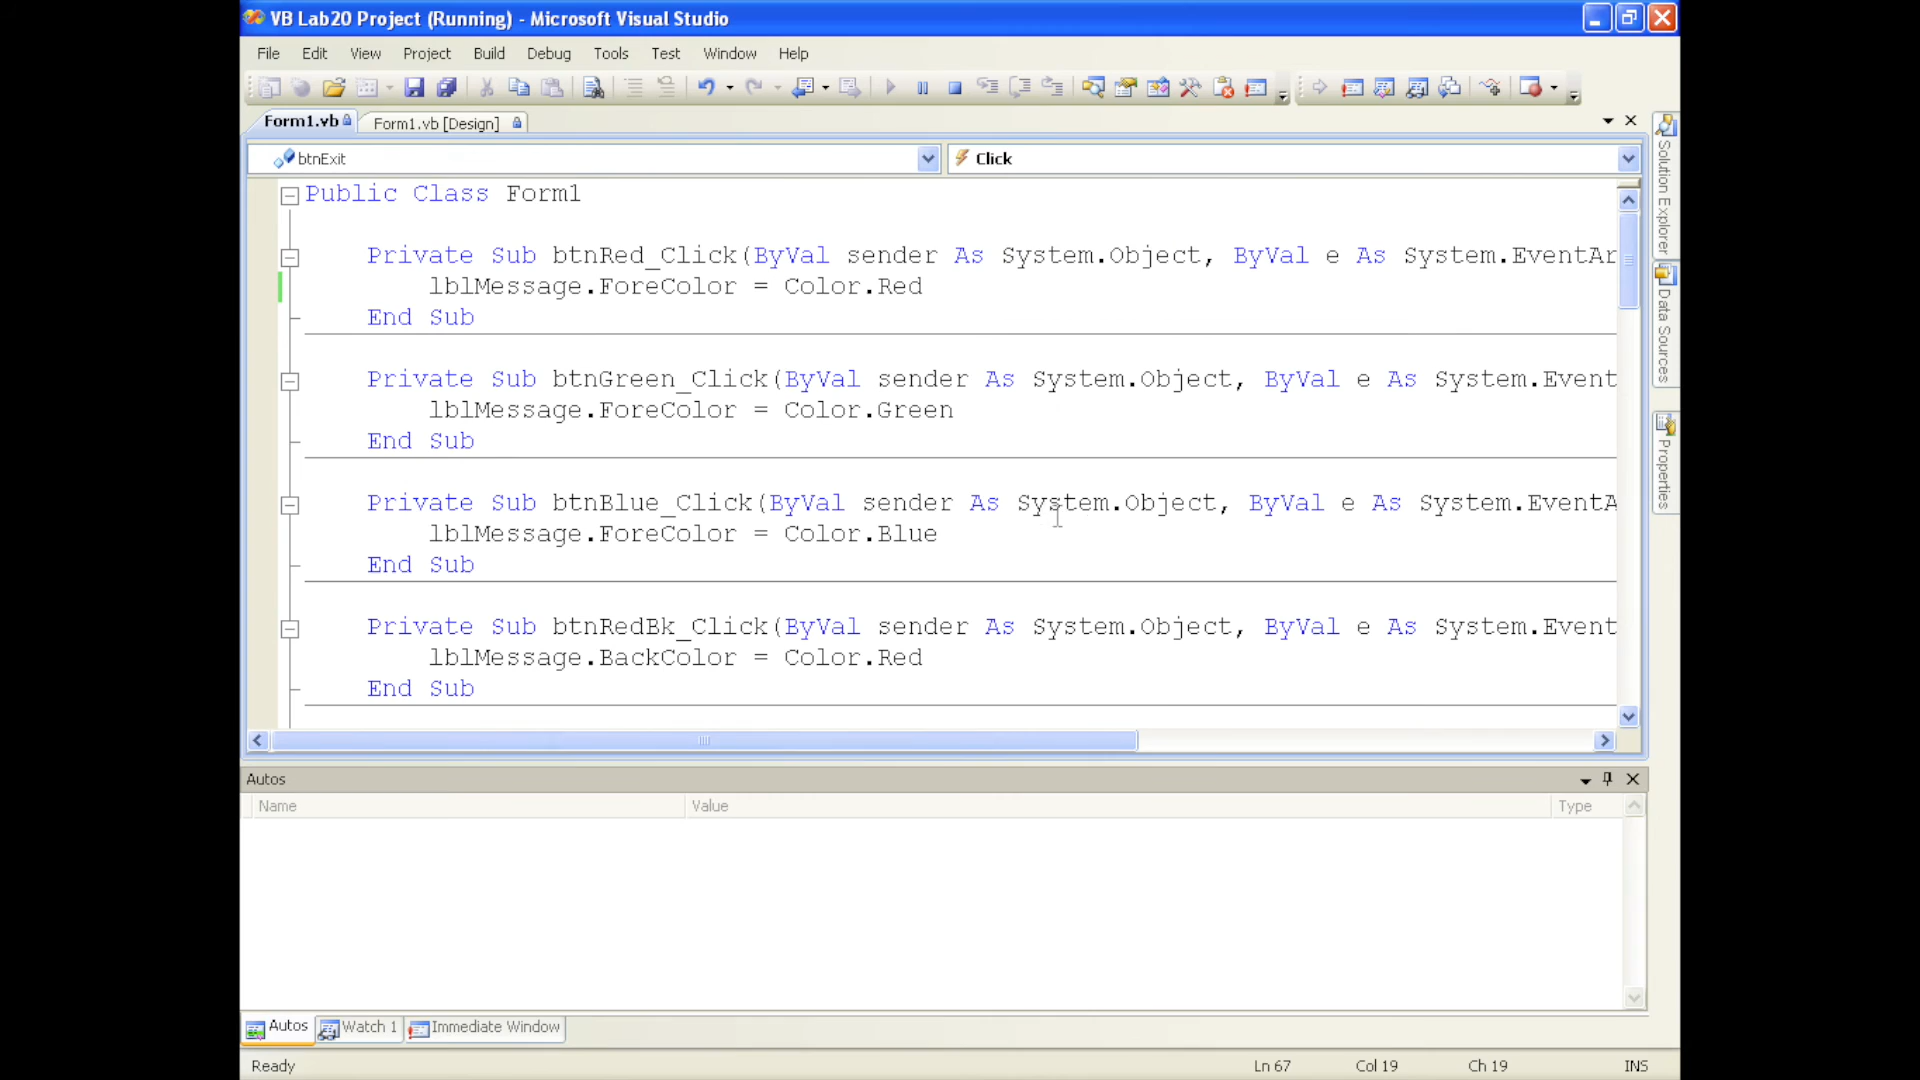 VB Lab20 Project (Running) - Microsoft Visual Studio
File Edit View Project Build Debug Tools Test Window Help
Form1.vb Form1.vb [Design]
btnExit Click
Public Class Form1
Private Sub btnRed_Click(ByVal sender As System.Object, ByVal e As System.EventAr
lblMessage.ForeColor = Color.Red
End Sub
Private Sub btnGreen_Click(ByVal sender As System.Object, ByVal e As System.Event
lblMessage.ForeColor = Color.Green
End Sub
Private Sub btnBlue_Click(ByVal sender As System.Object, ByVal e As System.EventA
lblMessage.ForeColor = Color.Blue
End Sub
Private Sub btnRedBk_Click(ByVal sender As System.Object, ByVal e As System.Event
lblMessage.BackColor = Color.Red
End Sub
Solution Explorer
Data Sources
Properties
Autos
Name Value Type
Autos Watch 1 Immediate Window
Ready Ln 67 Col 19 Ch 19 INS